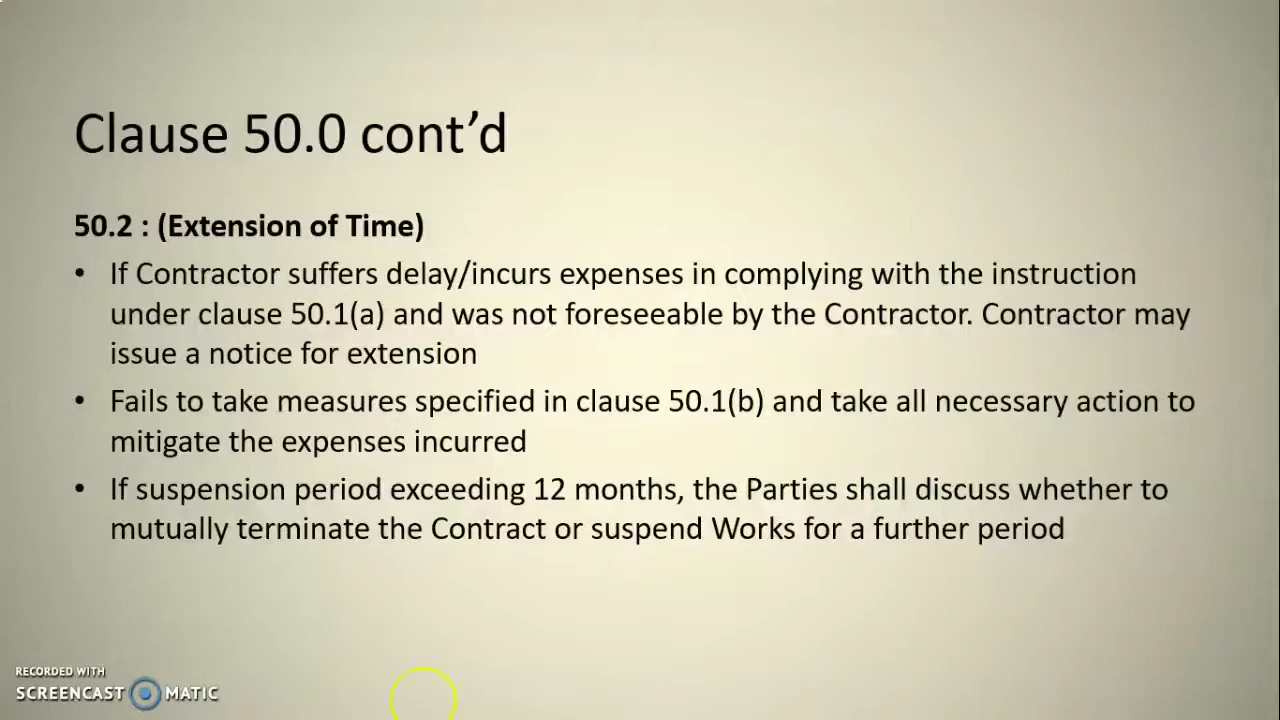 Clause 50.0 cont’d
50.2 : (Extension of Time)
• If Contractor suffers delay/incurs expenses in complying with the instruction
under clause 50.1(a) and was not foreseeable by the Contractor. Contractor may
issue a notice for extension
• Fails to take measures specified in clause 50.1(b) and take all necessary action to
mitigate the expenses incurred
• If suspension period exceeding 12 months, the Parties shall discuss whether to
mutually terminate the Contract or suspend Works for a further period
RECORDED WITH
SCREENCAST MATIC